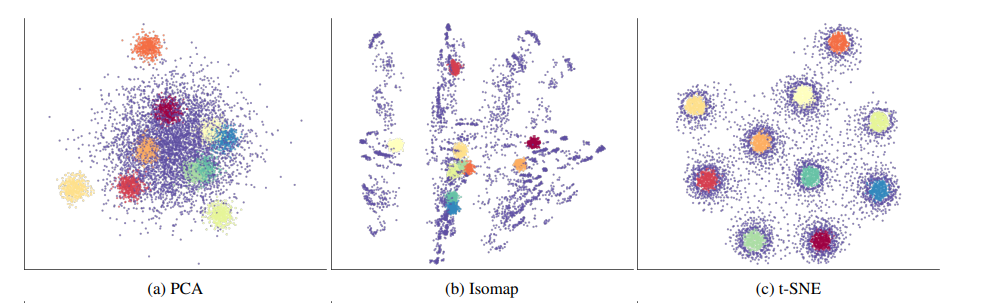 (a) PCA
(b) Isomap
(c) t-SNE